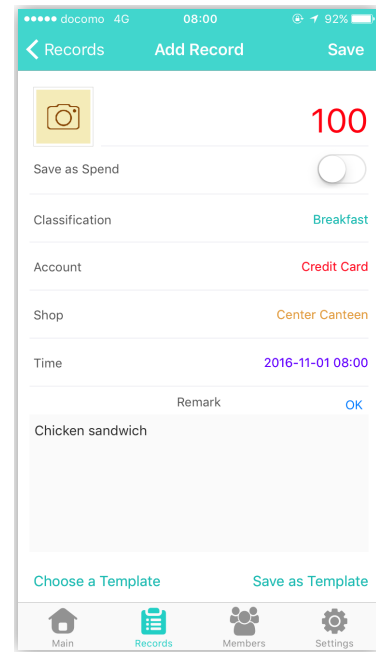 docomo 4G 08:00 92%
Records Add Record Save
100
Save as Spend
Classification Breakfast
Account Credit Card
Shop Center Canteen
Time 2016-11-01 08:00
Remark OK
Chicken sandwich
Choose a Template Save as Template
Main Records Members Settings